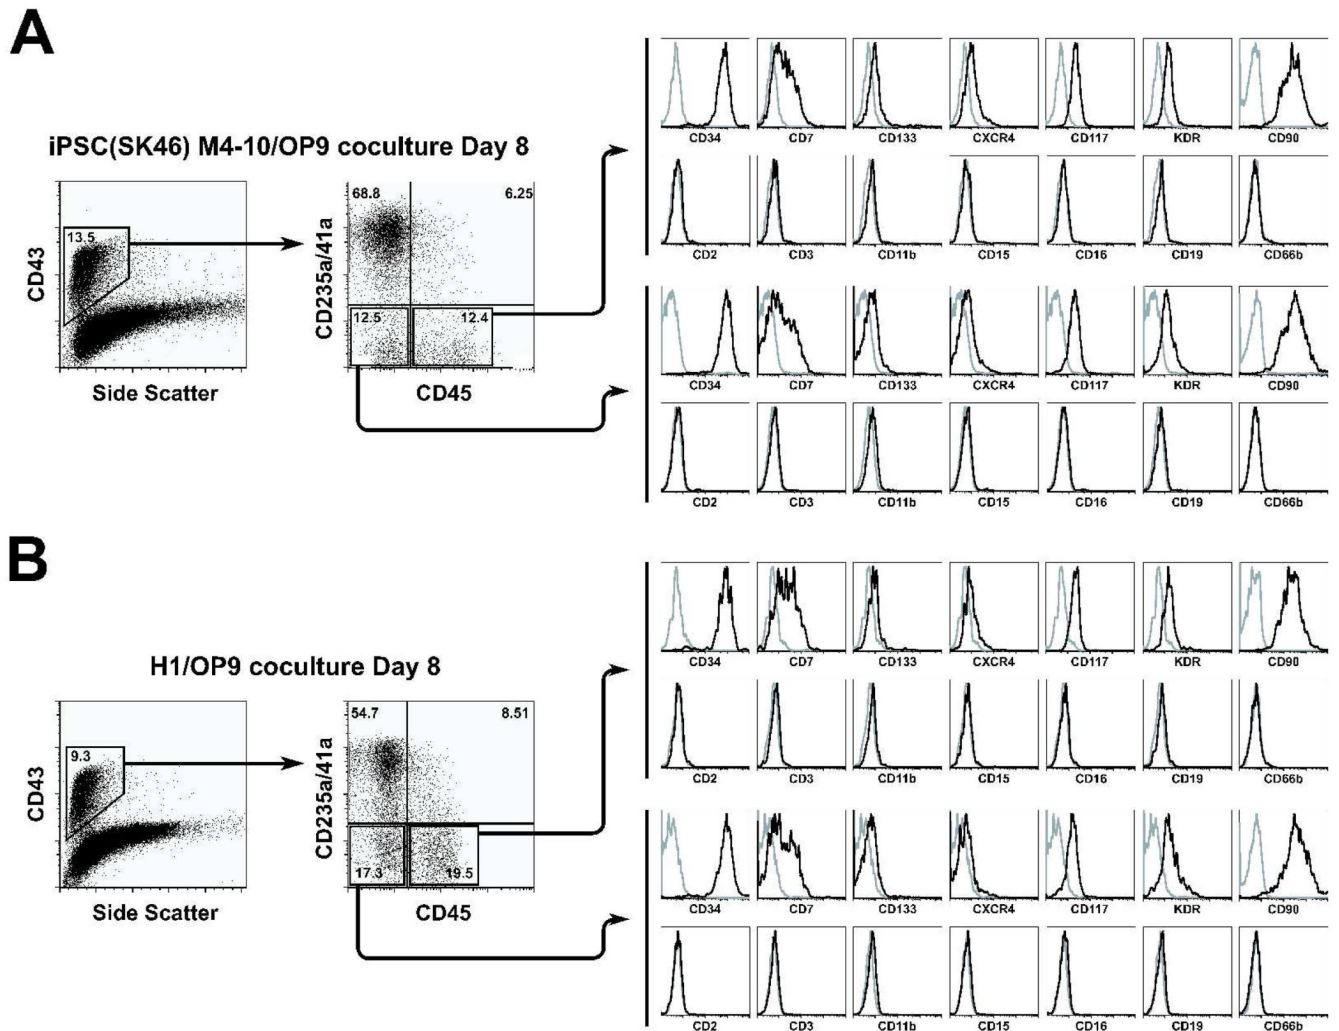 A
iPSC(SK46) M4-10/OP9 coculture Day 8
CD43
13.5
Side Scatter
CD235a/41a
68.8
6.25
12.5
12.4
CD45
CD34 CD7 CD133 CXCR4 CD117 KDR CD90
CD2 CD3 CD11b CD15 CD16 CD19 CD66b
CD34 CD7 CD133 CXCR4 CD117 KDR CD90
CD2 CD3 CD11b CD15 CD16 CD19 CD66b
B
H1/OP9 coculture Day 8
CD43
9.3
Side Scatter
CD235a/41a
54.7
8.51
17.3
19.5
CD45
CD34 CD7 CD133 CXCR4 CD117 KDR CD90
CD2 CD3 CD11b CD15 CD16 CD19 CD66b
CD34 CD7 CD133 CXCR4 CD117 KDR CD90
CD2 CD3 CD11b CD15 CD16 CD19 CD66b